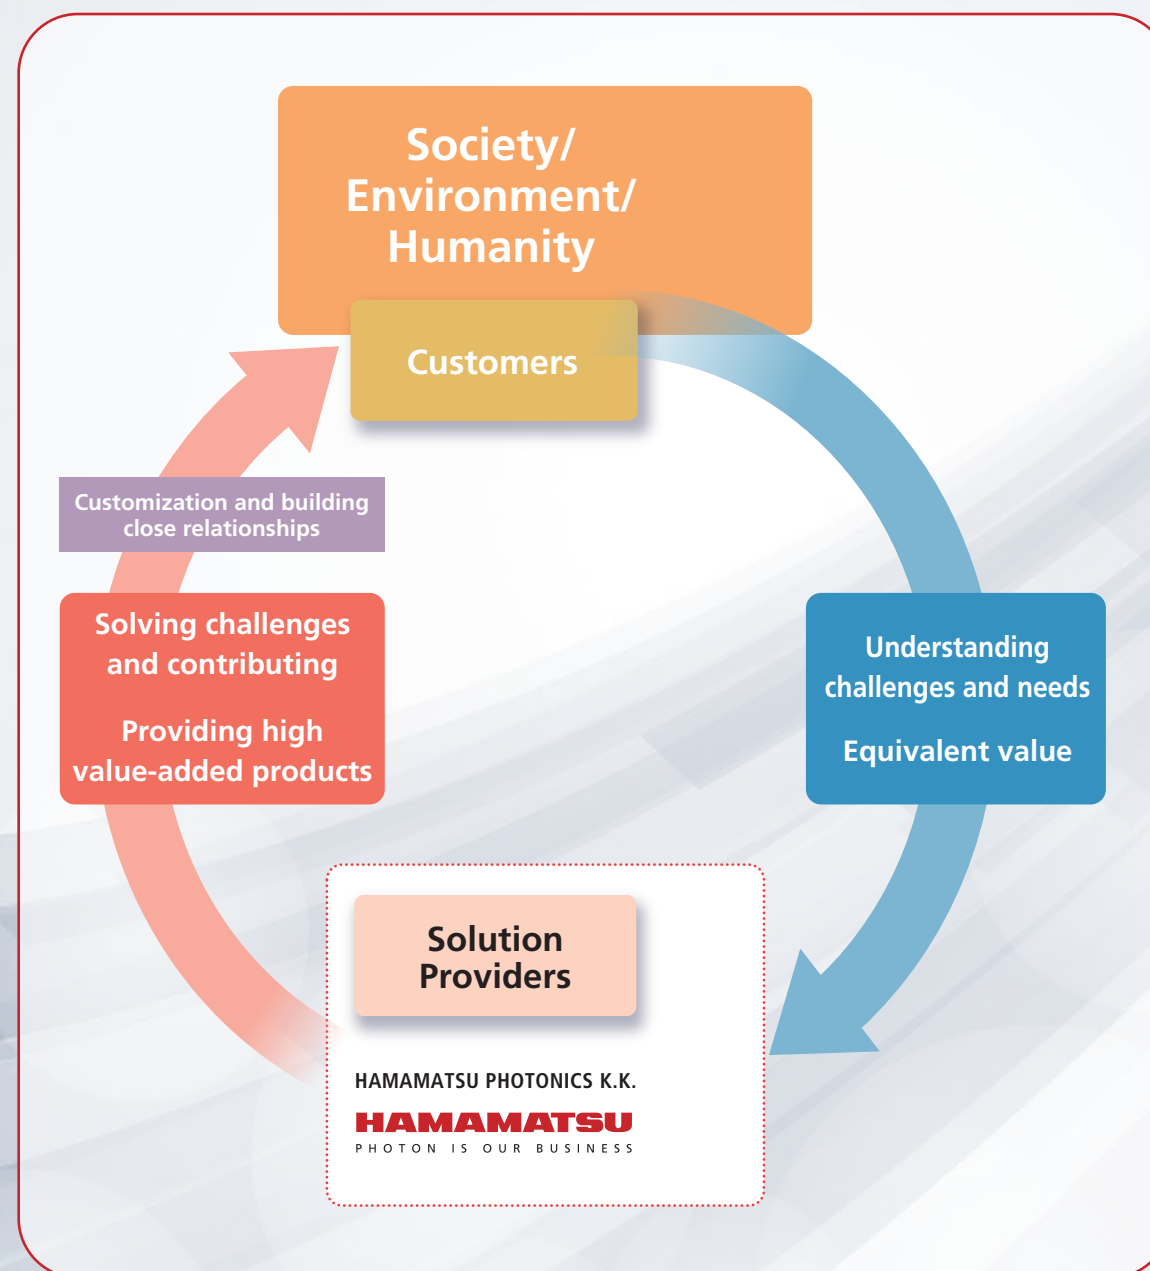 Society/
Environment/
Humanity
Customers
Customization and building
close relationships
Solving challenges
and contributing
Providing high
value-added products
Understanding
challenges and needs
Equivalent value
Solution
Providers
HAMAMATSU PHOTONICS K.K.
HAMAMATSU
PHOTON IS OUR BUSINESS